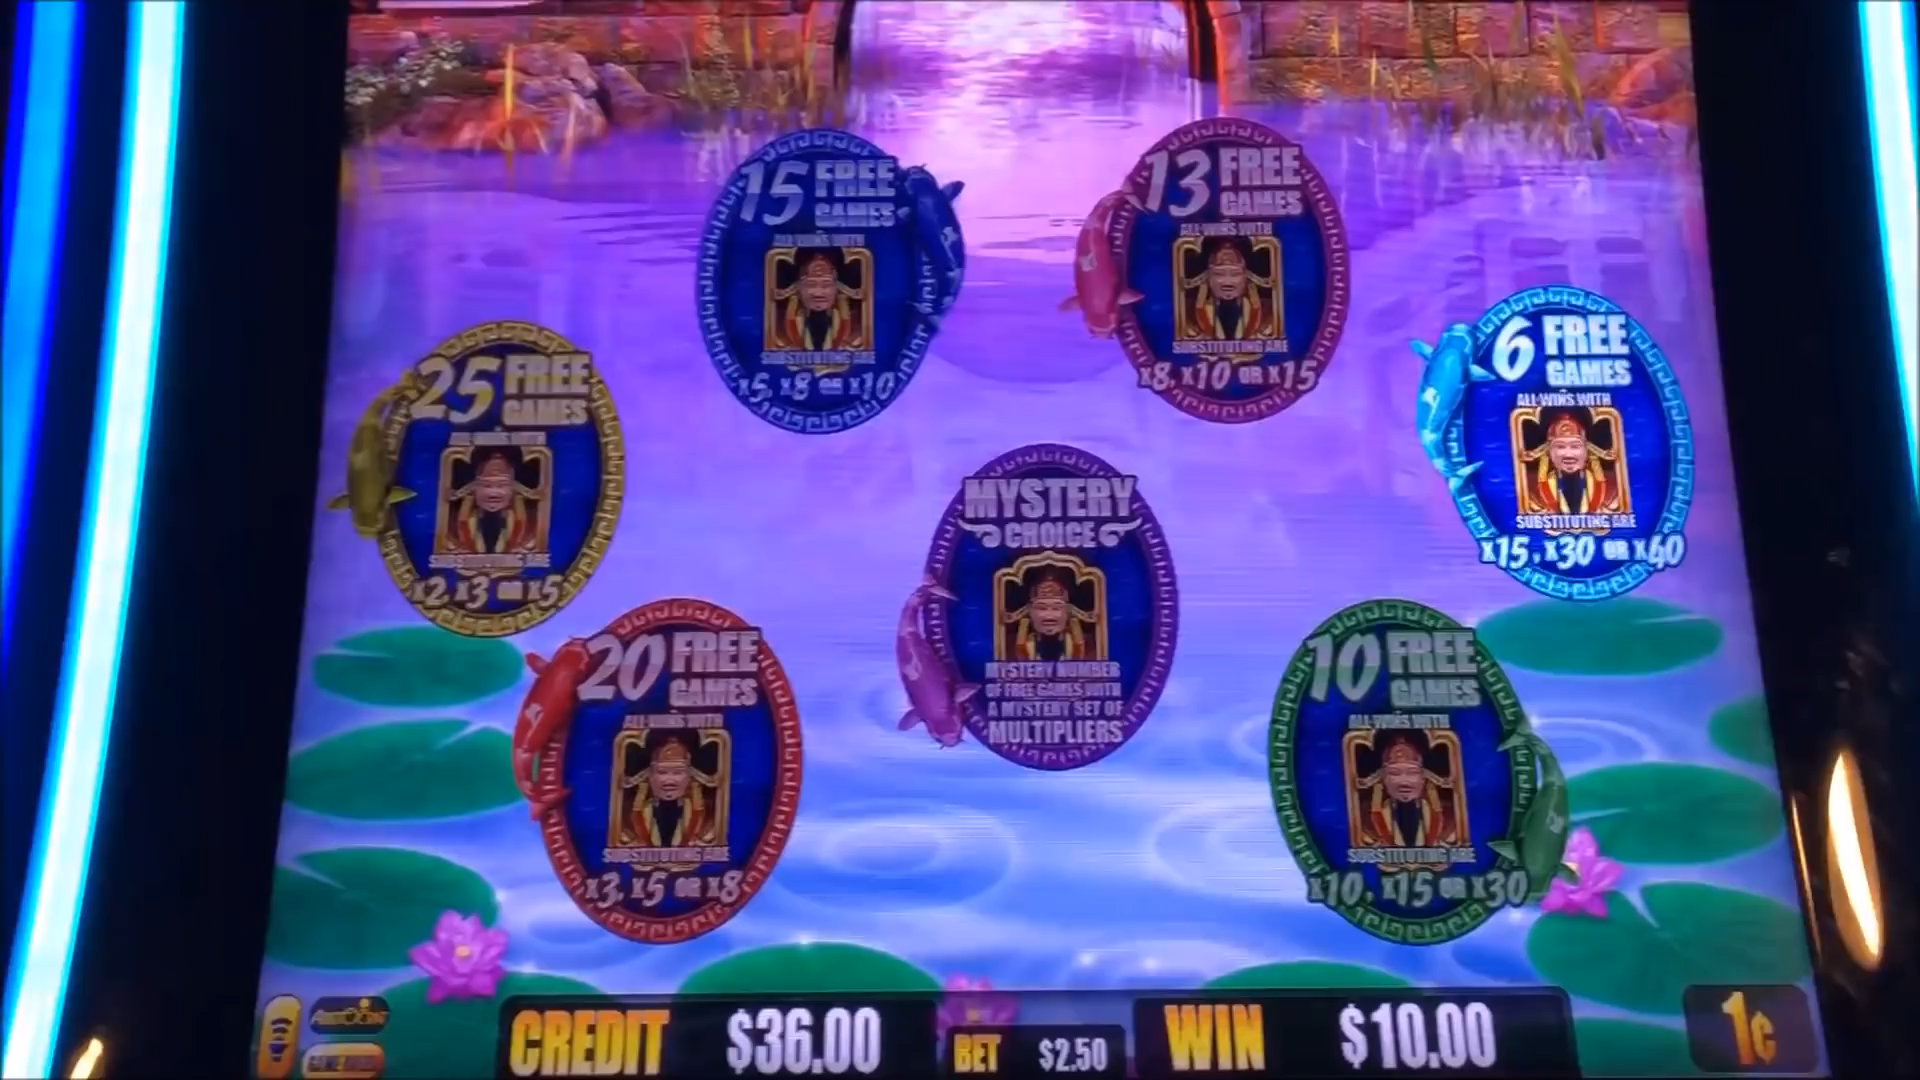 15 FREE
GAMES
ALL WINS WITH
SUBSTITUTING ARE
x5, x8 OR x10
13 FREE
GAMES
ALL WINS WITH
SUBSTITUTING ARE
x8, x10 OR x15
25 FREE
GAMES
ALL WINS WITH
SUBSTITUTING ARE
x2, x3 OR x5
6 FREE
GAMES
ALL WINS WITH
SUBSTITUTING ARE
x15, x30 OR x60
MYSTERY
CHOICE
MYSTERY NUMBER
OF FREE GAMES WITH
A MYSTERY SET OF
MULTIPLIERS
20 FREE
GAMES
ALL WINS WITH
SUBSTITUTING ARE
x3, x5 OR x8
10 FREE
GAMES
ALL WINS WITH
SUBSTITUTING ARE
x10, x15 OR x30
CREDIT $36.00
BET $2.50
WIN $10.00
1¢